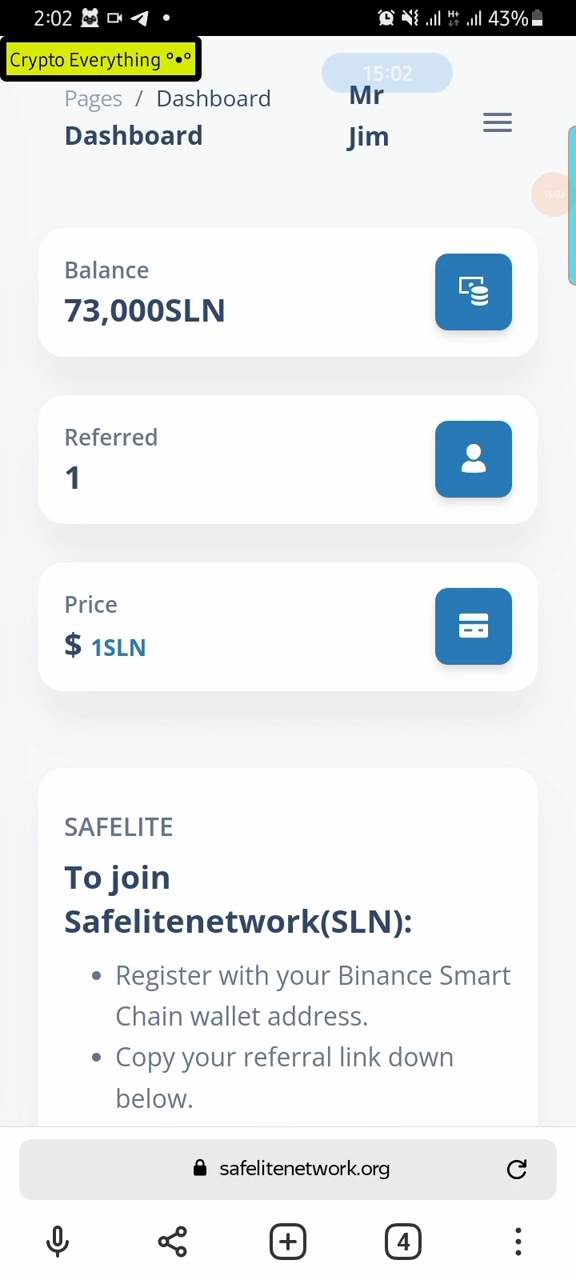 2:02
43%
Crypto Everything °•°
15:02
Pages / Dashboard
Mr
Dashboard
Jim
Balance
73,000SLN
Referred
1
Price
$ 1SLN
SAFELITE
To join
Safelitenetwork(SLN):
• Register with your Binance Smart
Chain wallet address.
• Copy your referral link down
below.
safelitenetwork.org
4